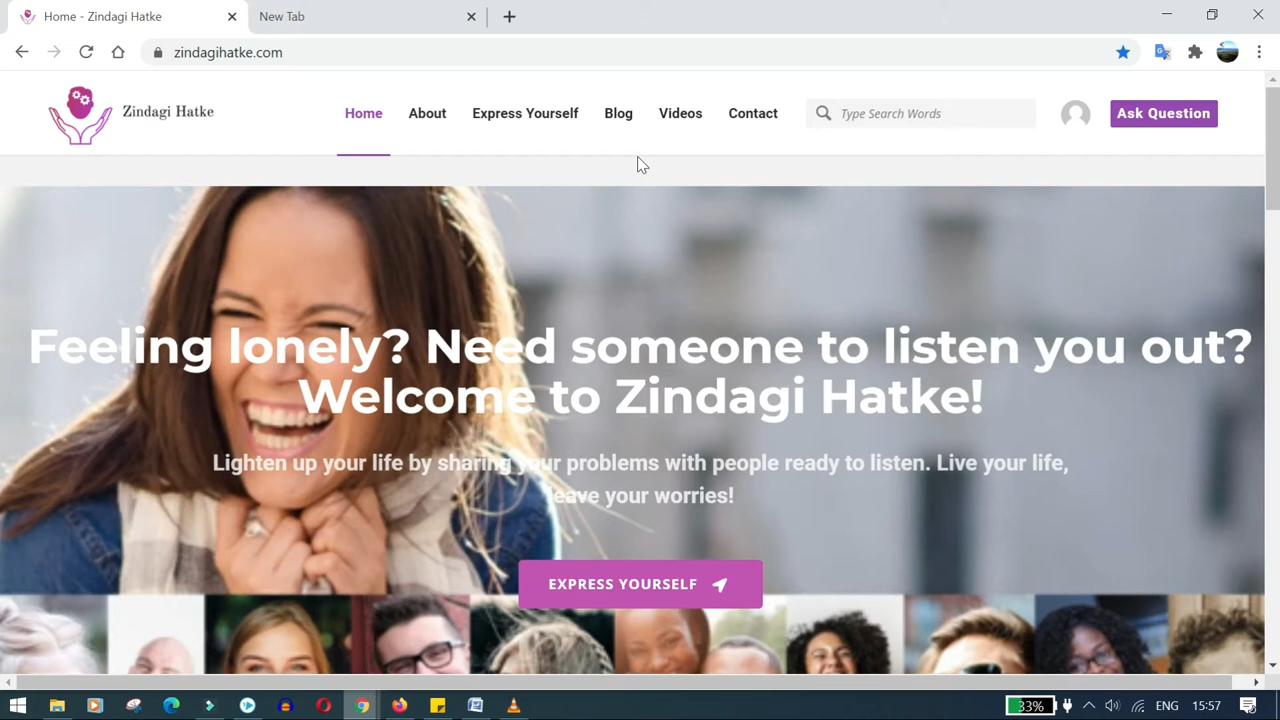 Home - Zindagi Hatke
New Tab
zindagihatke.com
Zindagi Hatke
Home About Express Yourself Blog Videos Contact Type Search Words Ask Question
Feeling lonely? Need someone to listen you out?
Welcome to Zindagi Hatke!
Lighten up your life by sharing your problems with people ready to listen. Live your life,
leave your worries!
EXPRESS YOURSELF
33% ENG 15:57